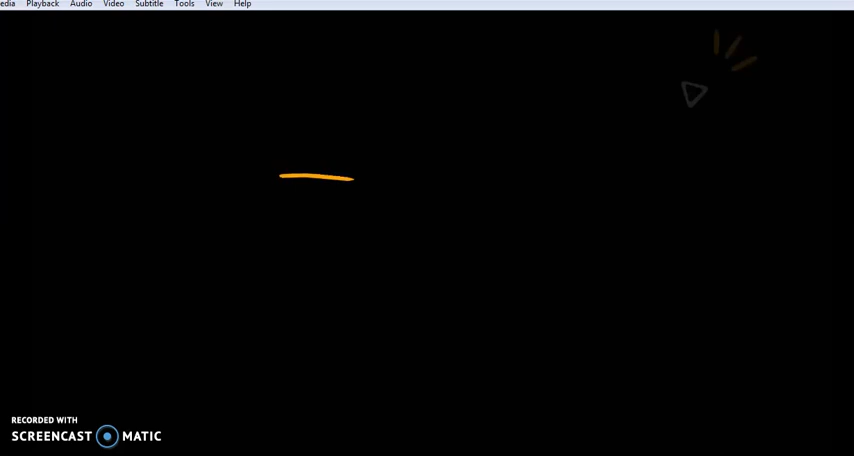 edia Playback Audio Video Subtitle Tools View Help
RECORDED WITH
SCREENCAST MATIC